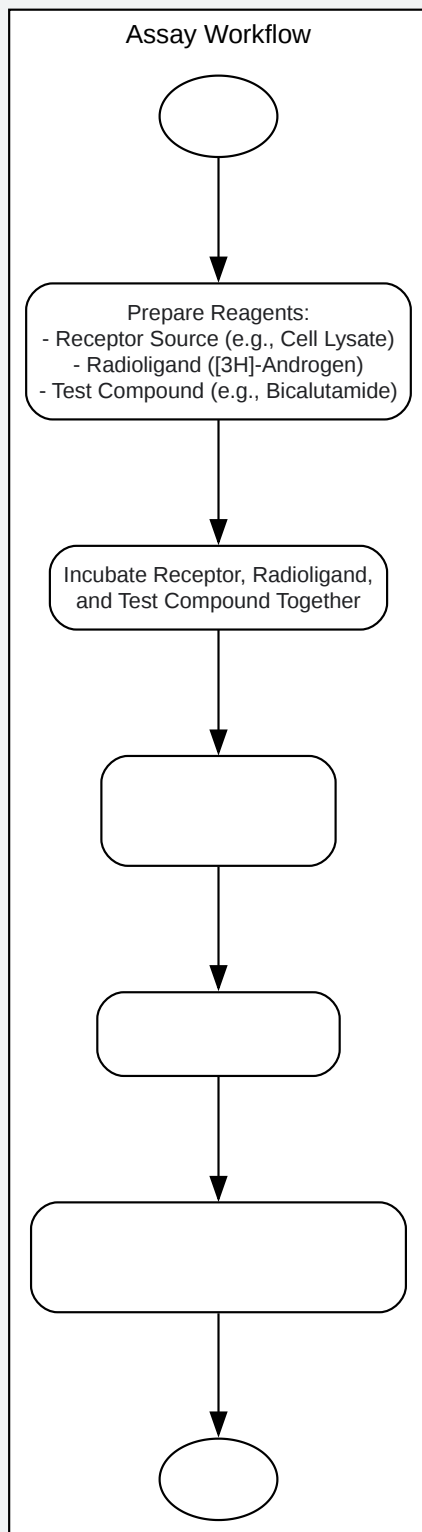 Assay Workflow
Prepare Reagents:
- Receptor Source (e.g., Cell Lysate)
- Radioligand ([3H]-Androgen)
- Test Compound (e.g., Bicalutamide)
Incubate Receptor, Radioligand,
and Test Compound Together